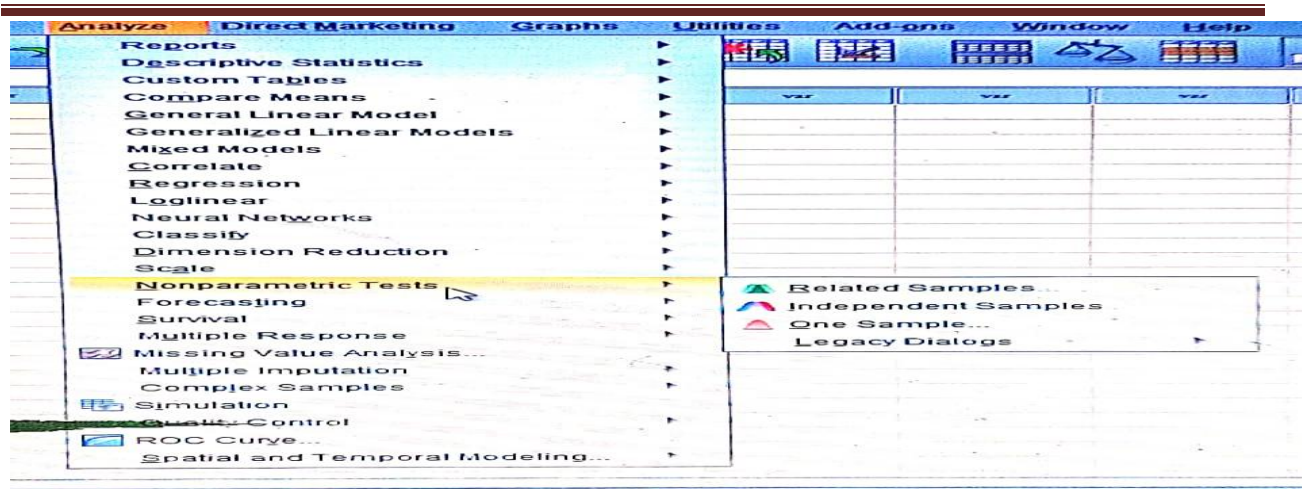 Analyze Direct Marketing Graphs Utilities Add-ons Window Help
Reports
Descriptive Statistics
Custom Tables
Compare Means
var var var
General Linear Model
Generalized Linear Models
Mixed Models
Correlate
Regression
Loglinear
Neural Networks
Classify
Dimension Reduction
Scale
Nonparametric Tests
Forecasting
Survival
Multiple Response
Missing Value Analysis...
Multiple Imputation
Complex Samples
Simulation
Quality Control
ROC Curve...
Spatial and Temporal Modeling...
Related Samples...
Independent Samples
One Sample...
Legacy Dialogs